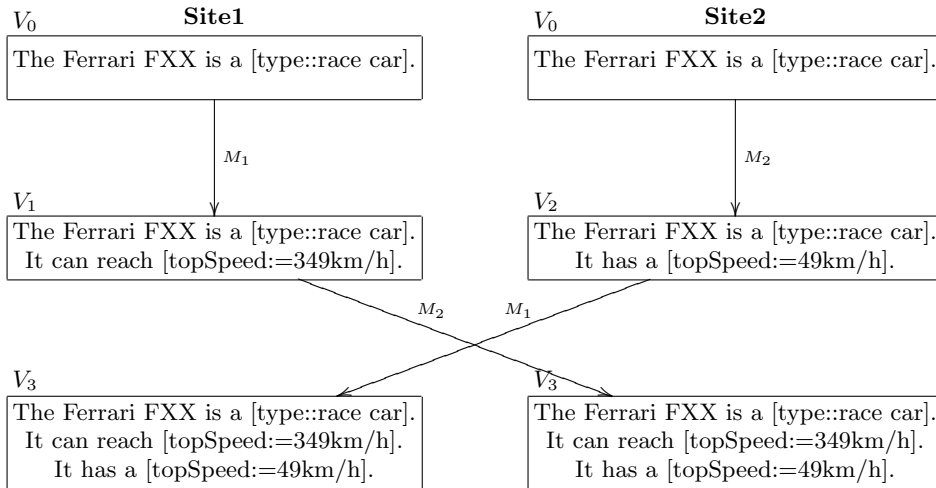 Site1
Site2
V0
V0
The Ferrari FXX is a [type::race car].
The Ferrari FXX is a [type::race car].
M1
M2
V1
V2
The Ferrari FXX is a [type::race car].
It can reach [topSpeed:=349km/h].
The Ferrari FXX is a [type::race car].
It has a [topSpeed:=49km/h].
M2
M1
V3
V3
The Ferrari FXX is a [type::race car].
It can reach [topSpeed:=349km/h].
It has a [topSpeed:=49km/h].
The Ferrari FXX is a [type::race car].
It can reach [topSpeed:=349km/h].
It has a [topSpeed:=49km/h].